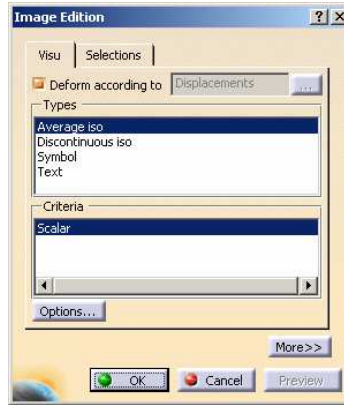 Image Edition
Visu Selections
Deform according to Displacements ...
Types
Average iso
Discontinuous iso
Symbol
Text
Criteria
Scalar
Options...
More>>
OK Cancel Preview